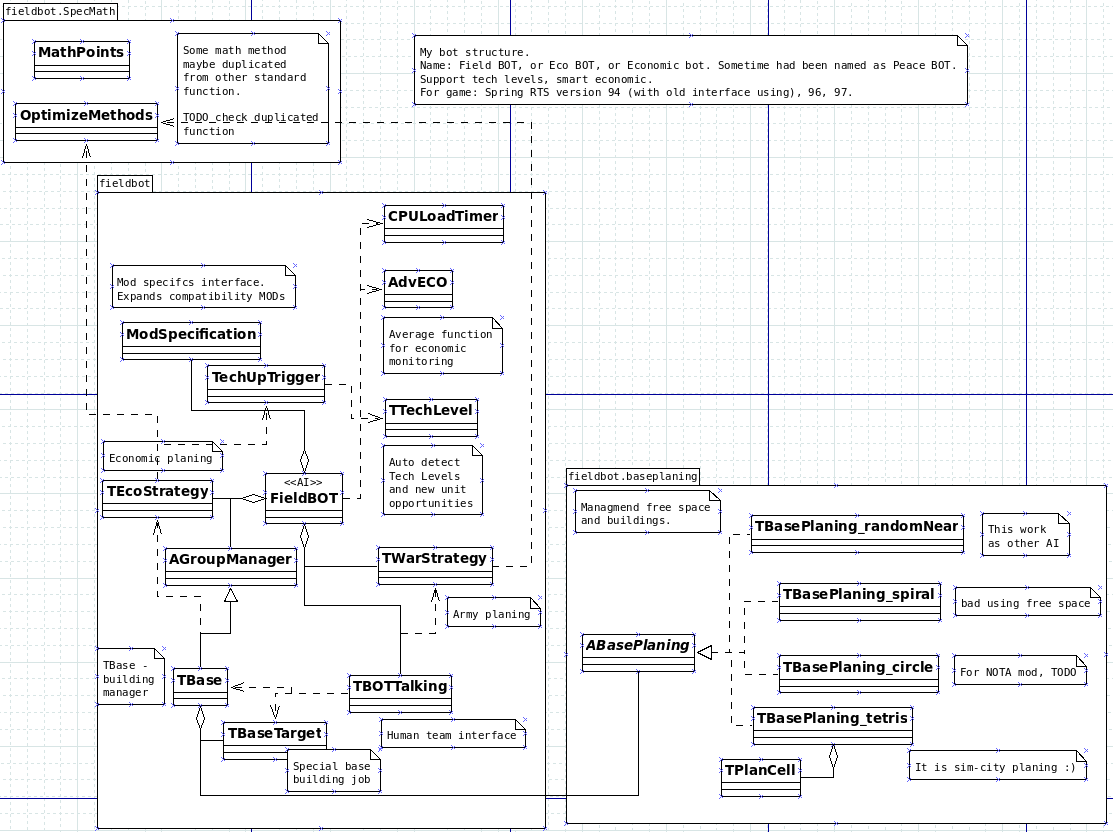 fieldbot.SpecMath
MathPoints
OptimizeMethods
Some math method
maybe duplicated
from other standard
function.
TODO check duplicated
function
My bot structure.
Name: Field BOT, or Eco BOT, or Economic bot. Sometime had been named as Peace BOT.
Support tech levels, smart economic.
For game: Spring RTS version 94 (with old interface using), 96, 97.
fieldbot
CPULoadTimer
AdvECO
Average function
for economic
monitoring
Mod specifcs interface.
Expands compatibility MODs
ModSpecification
TechUpTrigger
TTechLevel
Auto detect
Tech Levels
and new unit
opportunities
Economic planing
TEcoStrategy
<<AI>>
FieldBOT
AGroupManager
TWarStrategy
Army planing
TBase -
building
manager
TBase
TBOTTalking
Human team interface
TBaseTarget
Special base
building job
fieldbot.baseplaning
Managmend free space
and buildings.
TBasePlaning_randomNear
This work
as other AI
TBasePlaning_spiral
bad using free space
ABasePlaning
TBasePlaning_circle
For NOTA mod, TODO
TBasePlaning_tetris
TPlanCell
It is sim-city planing :)